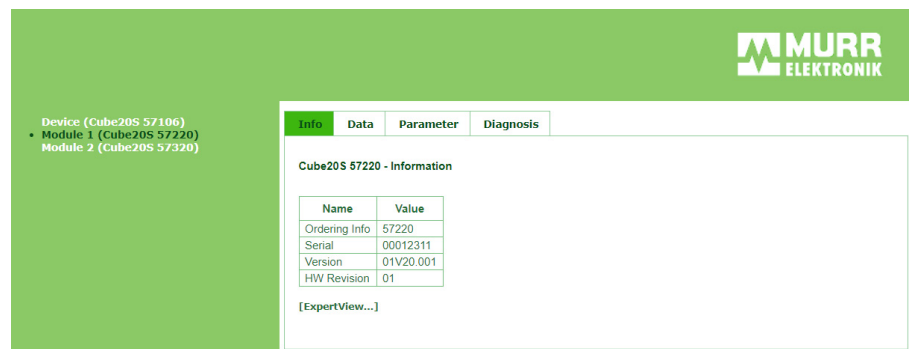 MURR
ELEKTRONIK
Device (Cube20S 57106)
• Module 1 (Cube20S 57220)
Module 2 (Cube20S 57320)
Info Data Parameter Diagnosis
Cube20S 57220 - Information
Name Value
Ordering Info 57220
Serial 00012311
Version 01V20.001
HW Revision 01
[ExpertView...]